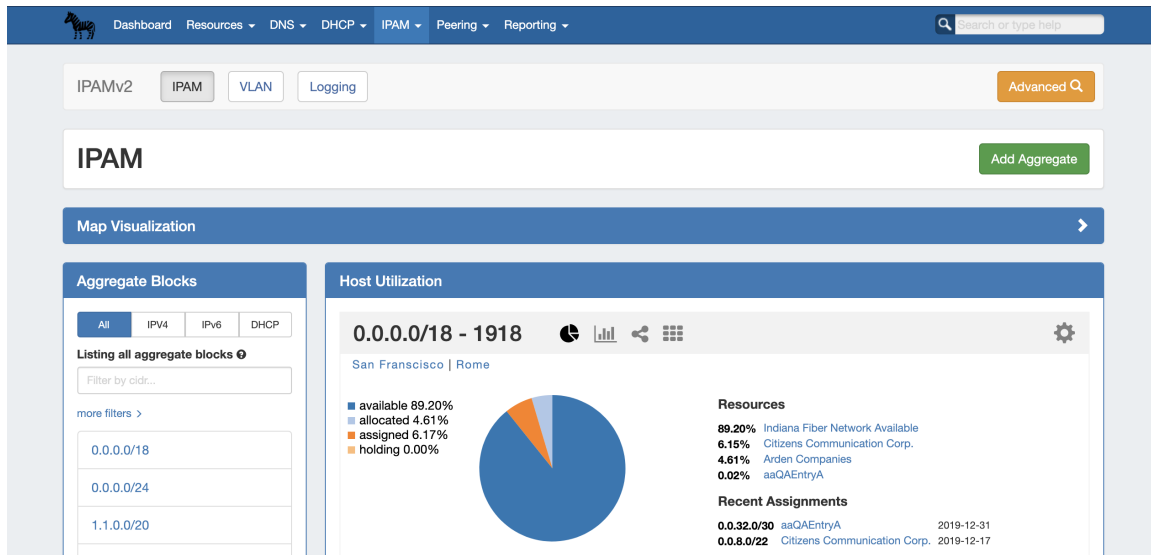 Dashboard Resources DNS DHCP IPAM Peering Reporting Search or type help
IPAMv2 IPAM VLAN Logging Advanced
IPAM Add Aggregate
Map Visualization
Aggregate Blocks
All IPV4 IPv6 DHCP
Listing all aggregate blocks
Filter by cidr...
more filters >
0.0.0.0/18
0.0.0.0/24
1.1.0.0/20
Host Utilization
0.0.0.0/18 - 1918
San Franscisco | Rome
available 89.20%
allocated 4.61%
assigned 6.17%
holding 0.00%
Resources
89.20% Indiana Fiber Network Available
6.15% Citizens Communication Corp.
4.61% Arden Companies
0.02% aaQAEntryA
Recent Assignments
0.0.32.0/30 aaQAEntryA 2019-12-31
0.0.8.0/22 Citizens Communication Corp. 2019-12-17